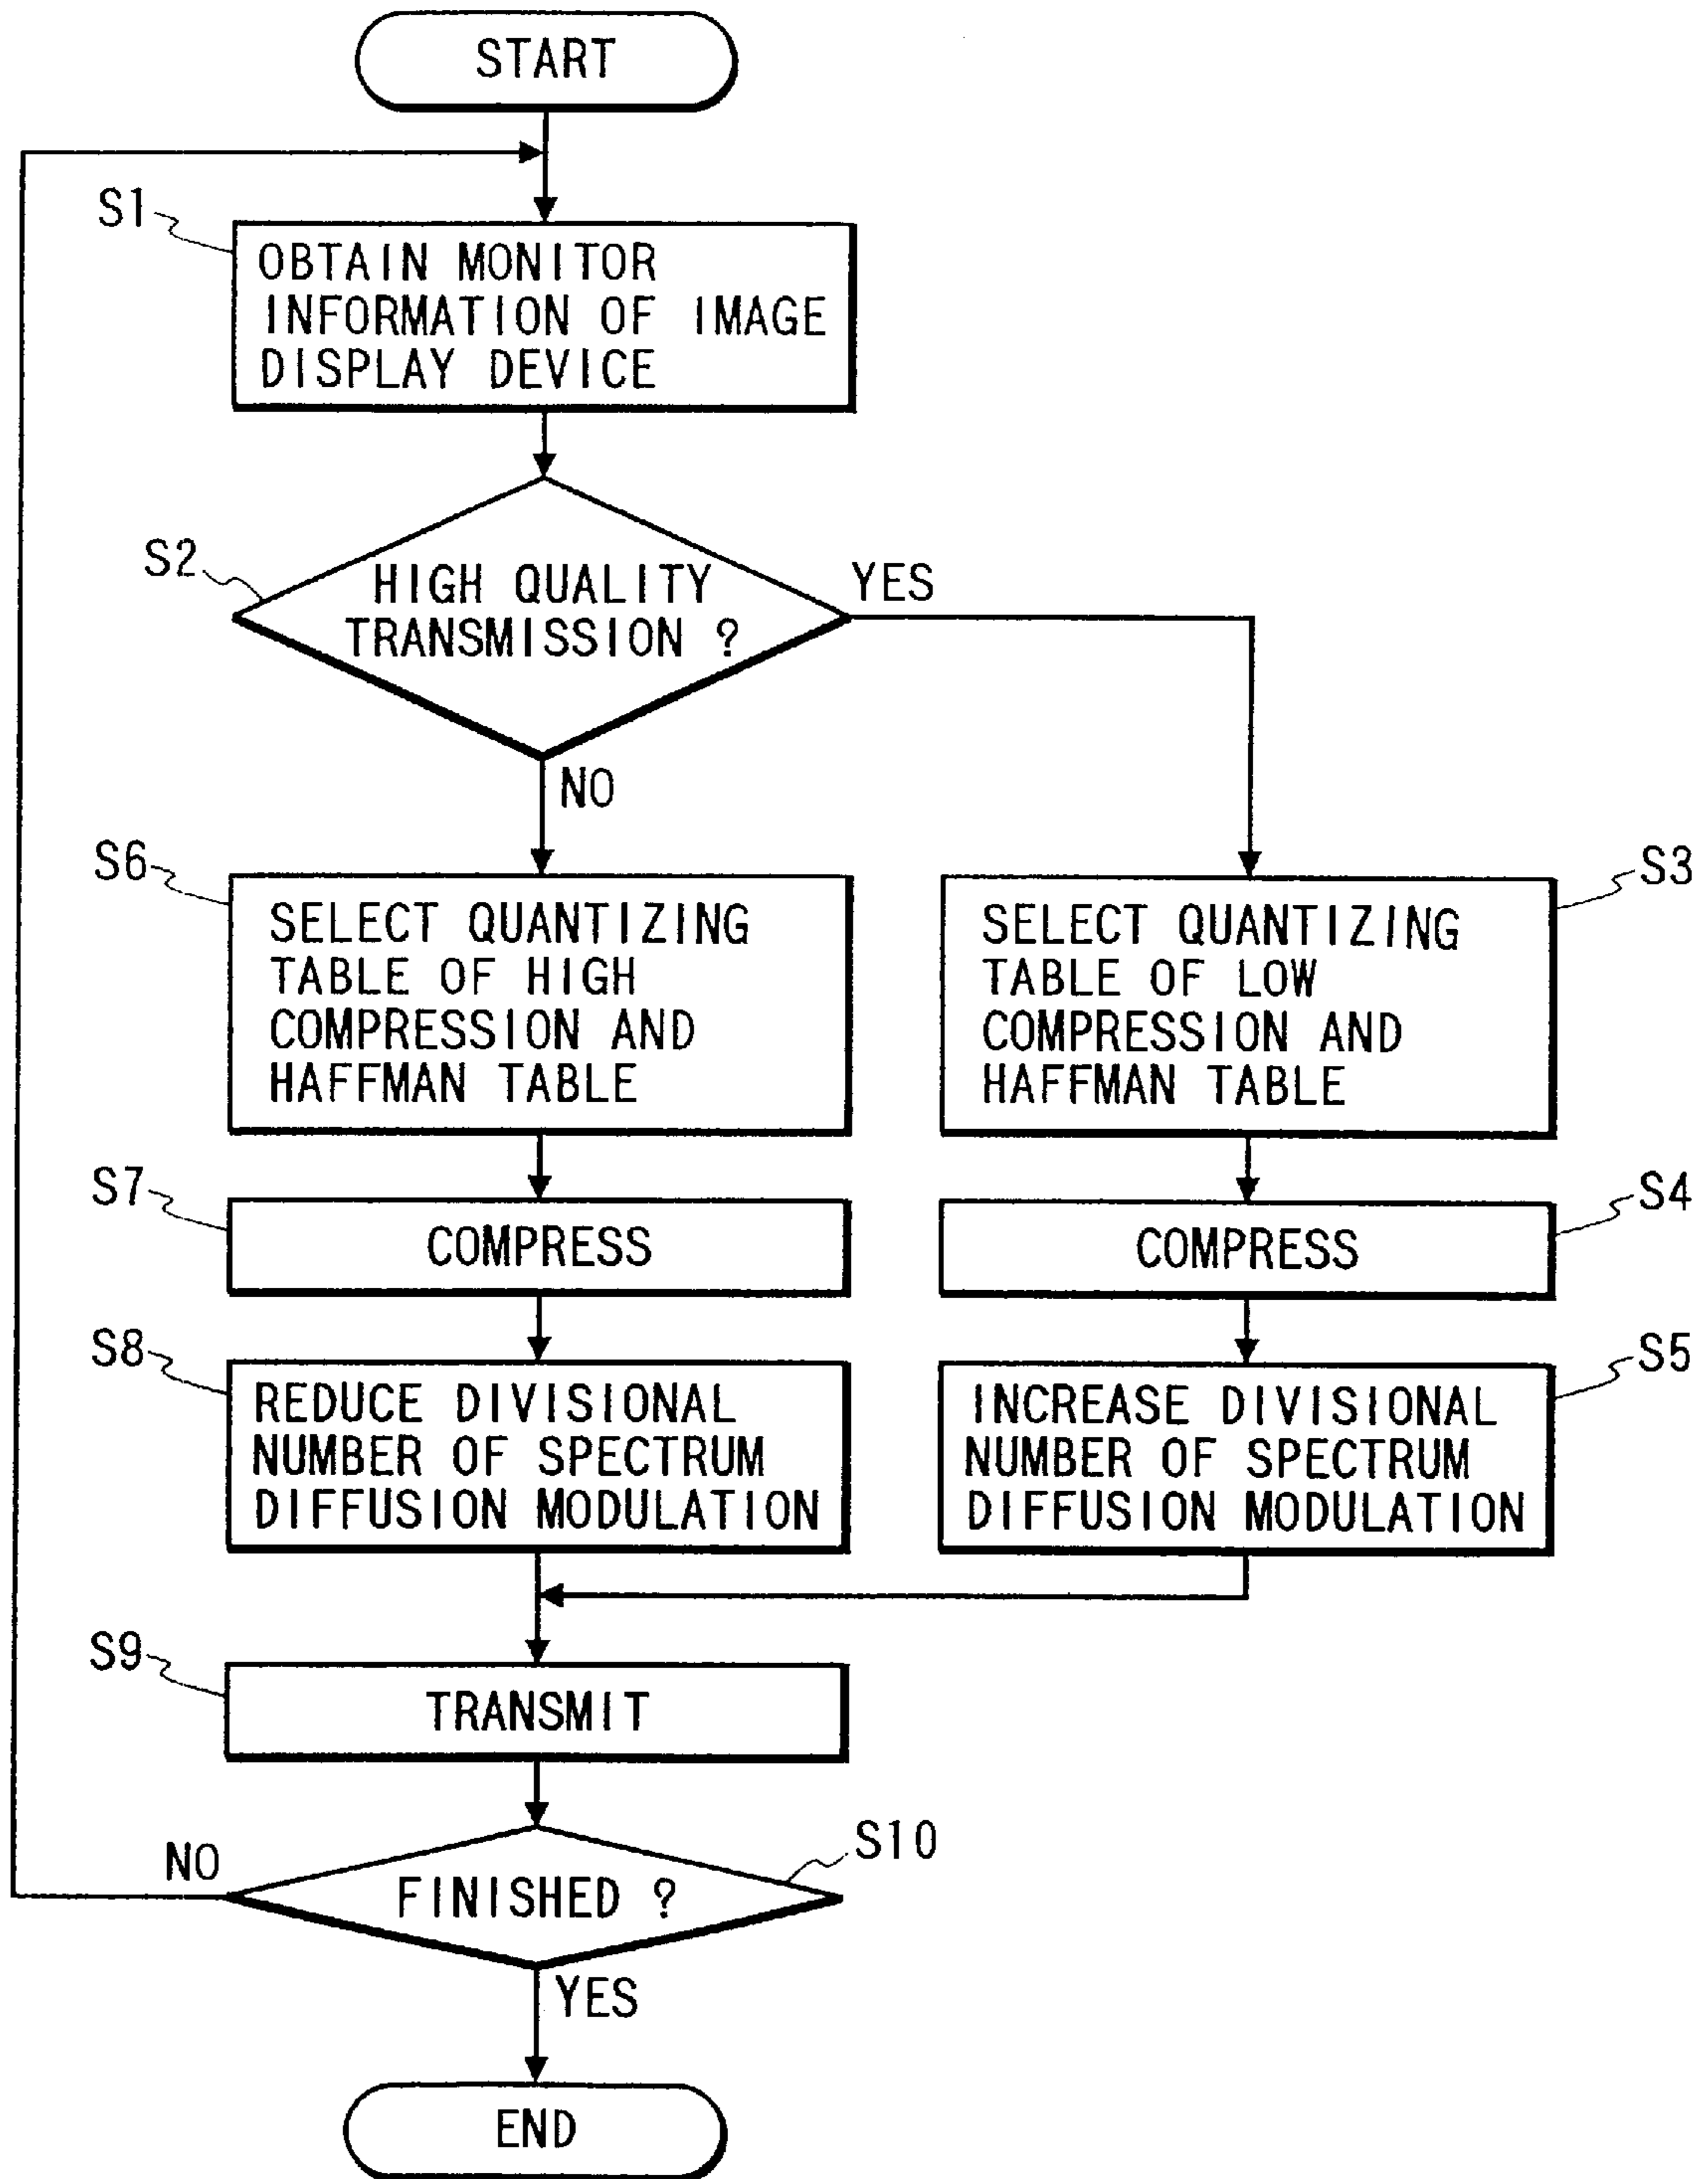 START
S1
OBTAIN MONITOR
INFORMATION OF IMAGE
DISPLAY DEVICE
S2
HIGH QUALITY
TRANSMISSION ?
YES
NO
S6
SELECT QUANTIZING
TABLE OF HIGH
COMPRESSION AND
HAFFMAN TABLE
S3
SELECT QUANTIZING
TABLE OF LOW
COMPRESSION AND
HAFFMAN TABLE
S7
COMPRESS
S4
COMPRESS
S8
REDUCE DIVISIONAL
NUMBER OF SPECTRUM
DIFFUSION MODULATION
S5
INCREASE DIVISIONAL
NUMBER OF SPECTRUM
DIFFUSION MODULATION
S9
TRANSMIT
S10
NO
FINISHED ?
YES
END